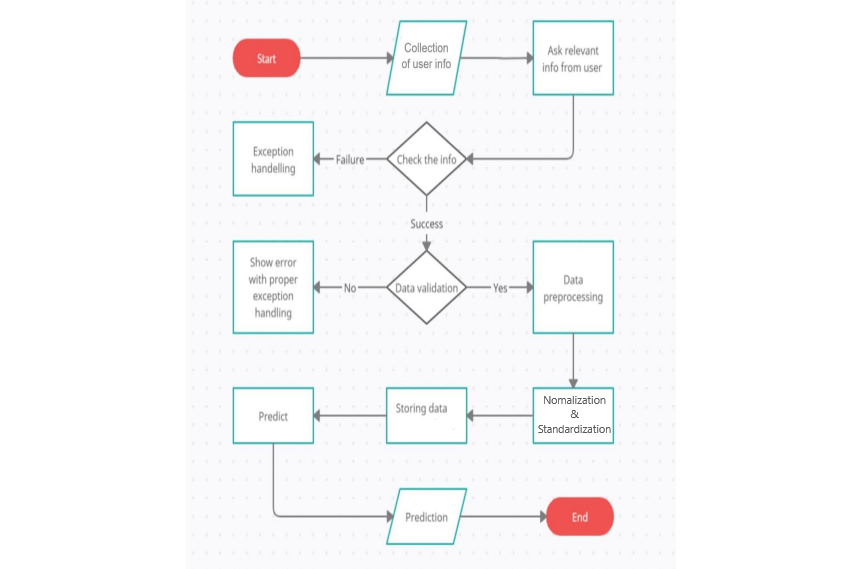 Start
Collection
of user info
Ask relevant
info from user
Exception
handelling
Failure
Check the info
Success
Show error
with proper
exception
handling
No
Data validation
Yes
Data
preprocessing
Predict
Storing data
Nomalization
&
Standardization
Prediction
End